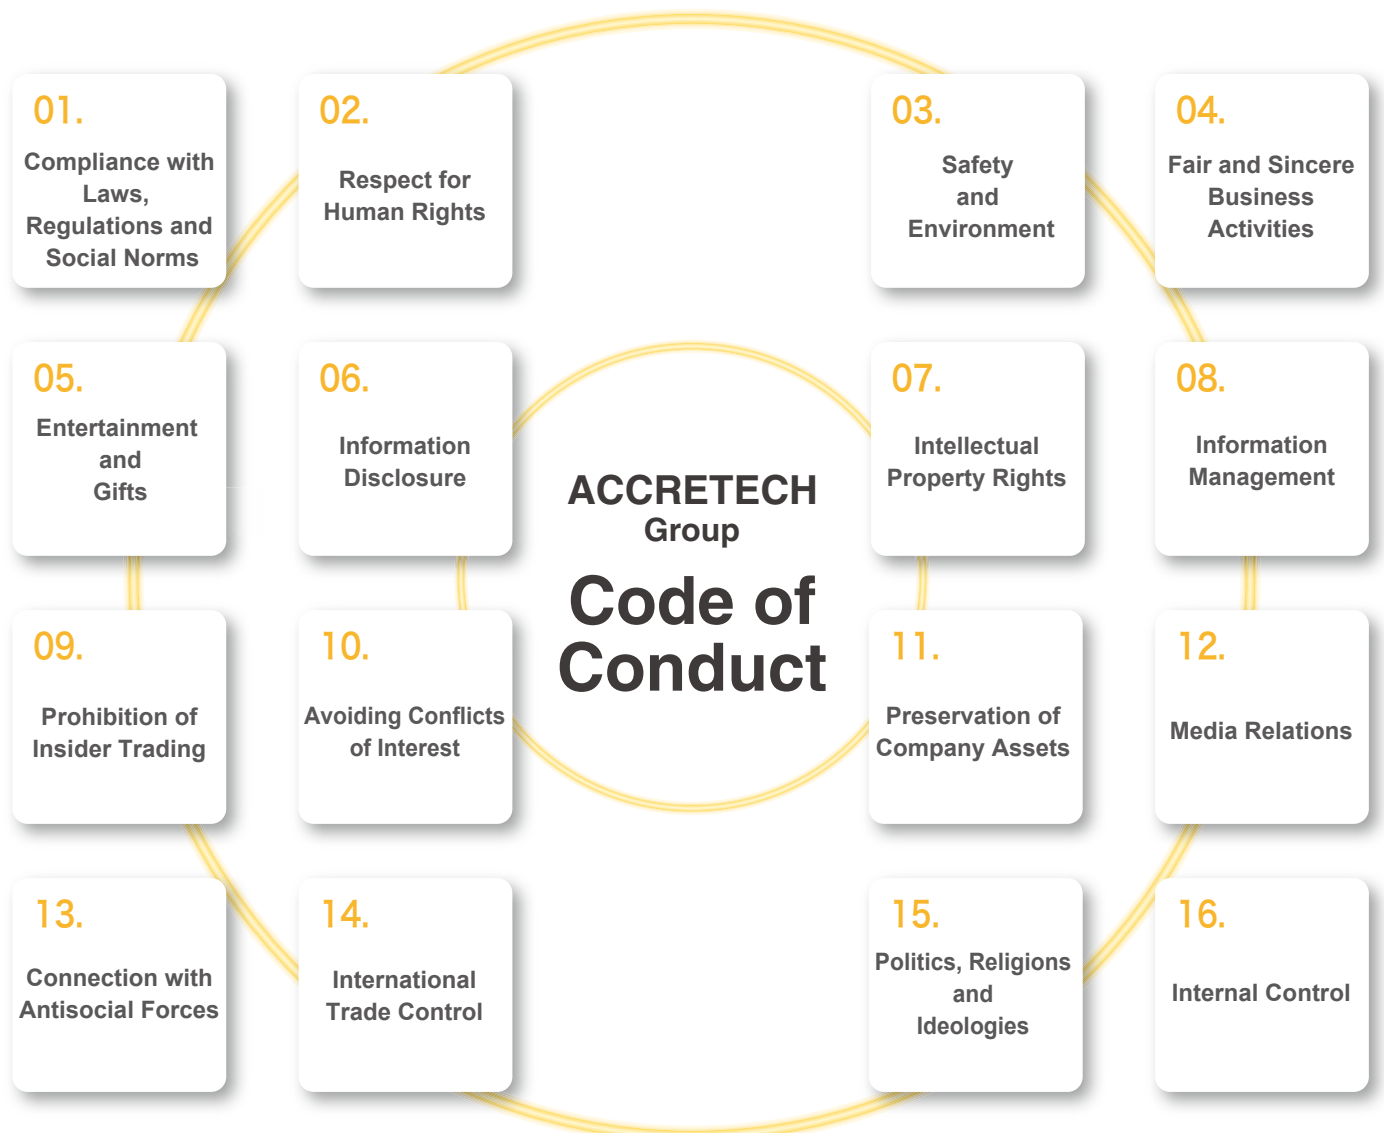 01.
Compliance with
Laws,
Regulations and
Social Norms
02.
Respect for
Human Rights
03.
Safety
and
Environment
04.
Fair and Sincere
Business
Activities
05.
Entertainment
and
Gifts
06.
Information
Disclosure
ACCRETECH
Group
Code of
Conduct
07.
Intellectual
Property Rights
08.
Information
Management
09.
Prohibition of
Insider Trading
10.
Avoiding Conflicts
of Interest
11.
Preservation of
Company Assets
12.
Media Relations
13.
Connection with
Antisocial Forces
14.
International
Trade Control
15.
Politics, Religions
and
Ideologies
16.
Internal Control